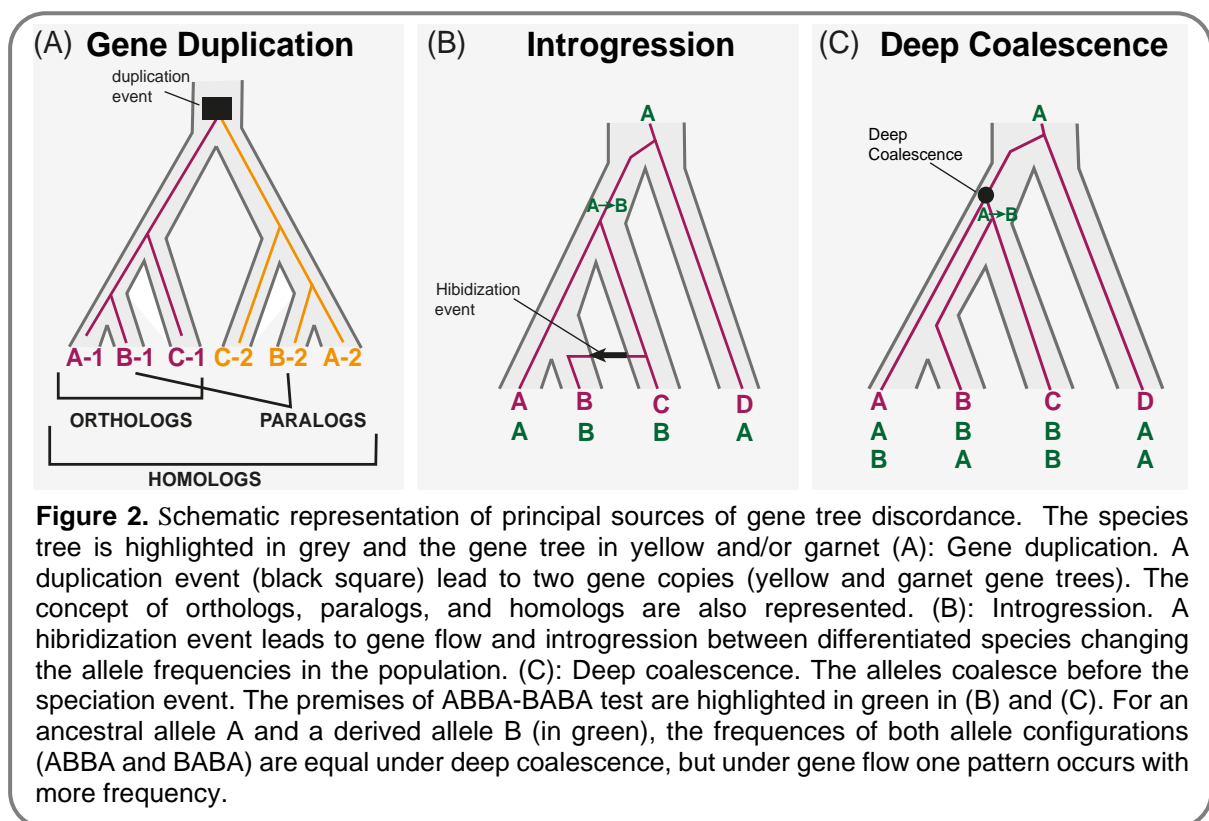 (A) Gene Duplication
duplication
event
A-1 B-1 C-1 C-2 B-2 A-2
ORTHOLOGS PARALOGS
HOMOLOGS
(B) Introgression
A
A→B
Hibidization
event
A B C D
A B B A
(C) Deep Coalescence
A
Deep
Coalescence
A→B
A B C D
A B B A
B A B A
Figure 2. Schematic representation of principal sources of gene tree discordance. The species
tree is highlighted in grey and the gene tree in yellow and/or garnet (A): Gene duplication. A
duplication event (black square) lead to two gene copies (yellow and garnet gene trees). The
concept of orthologs, paralogs, and homologs are also represented. (B): Introgression. A
hibridization event leads to gene flow and introgression between differentiated species changing
the allele frequencies in the population. (C): Deep coalescence. The alleles coalesce before the
speciation event. The premises of ABBA-BABA test are highlighted in green in (B) and (C). For an
ancestral allele A and a derived allele B (in green), the frequences of both allele configurations
(ABBA and BABA) are equal under deep coalescence, but under gene flow one pattern occurs with
more frequency.